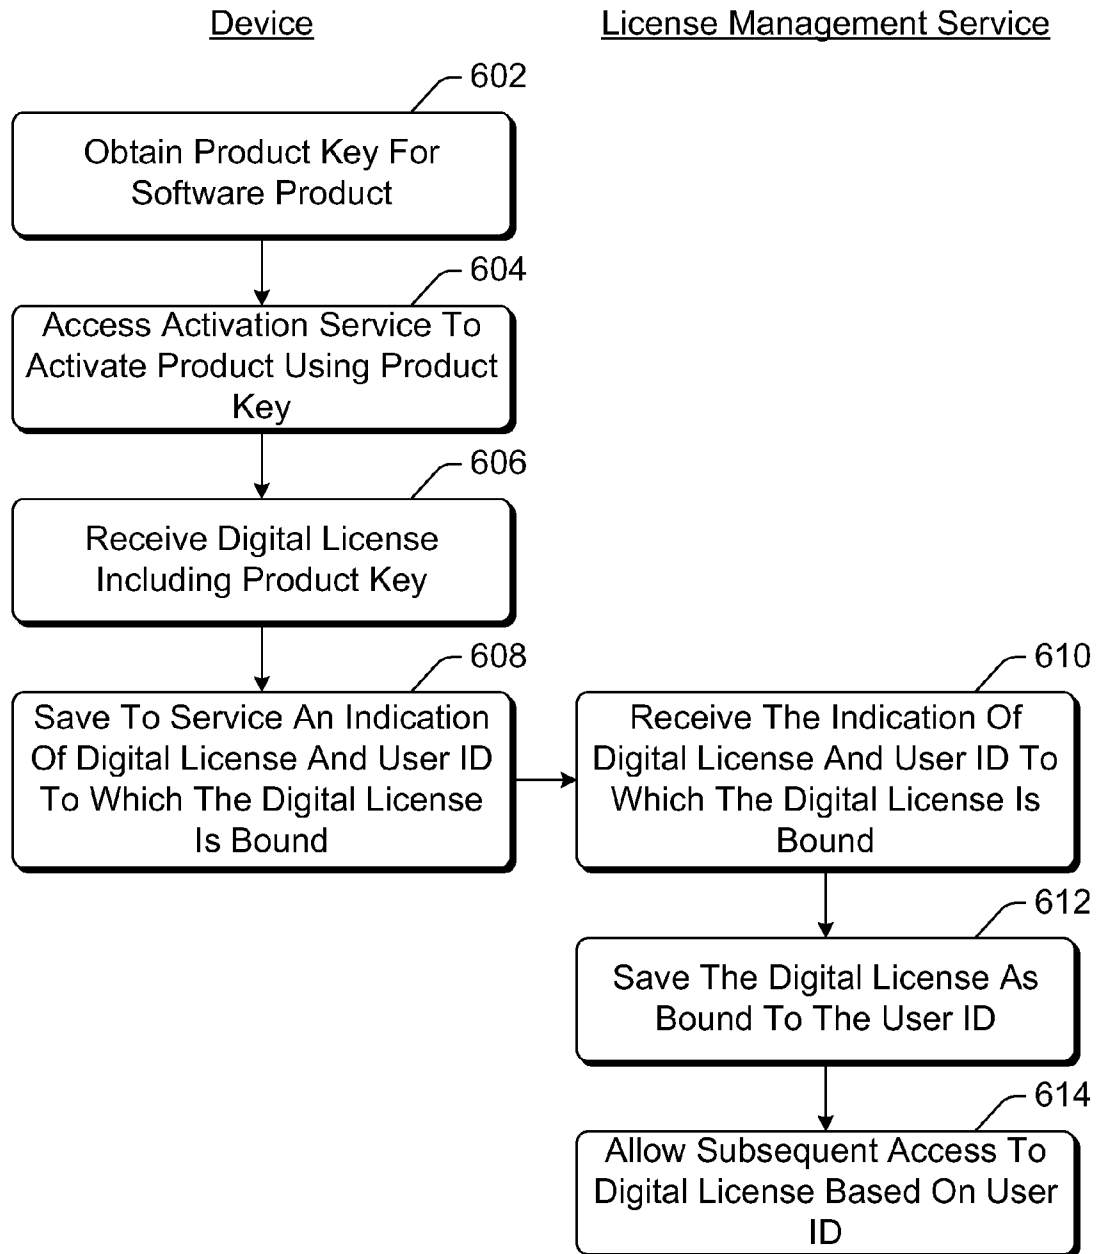 Device
License Management Service
602
Obtain Product Key For
Software Product
604
Access Activation Service To
Activate Product Using Product
Key
606
Receive Digital License
Including Product Key
608
Save To Service An Indication
Of Digital License And User ID
To Which The Digital License
Is Bound
610
Receive The Indication Of
Digital License And User ID To
Which The Digital License Is
Bound
612
Save The Digital License As
Bound To The User ID
614
Allow Subsequent Access To
Digital License Based On User
ID